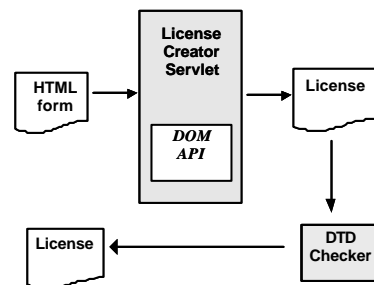 HTML
form
License
Creator
Servlet
DOM
API
License
License
DTD
Checker